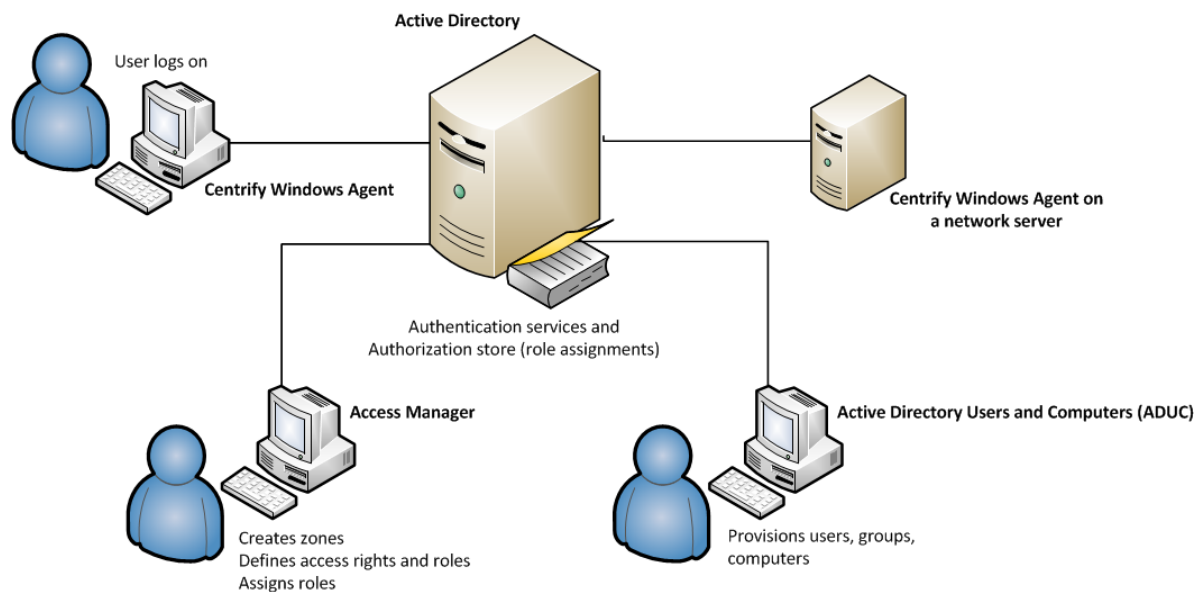 Active Directory
User logs on
Centrify Windows Agent
Centrify Windows Agent on
a network server
Authentication services and
Authorization store (role assignments)
Access Manager
Creates zones
Defines access rights and roles
Assigns roles
Active Directory Users and Computers (ADUC)
Provisions users, groups,
computers